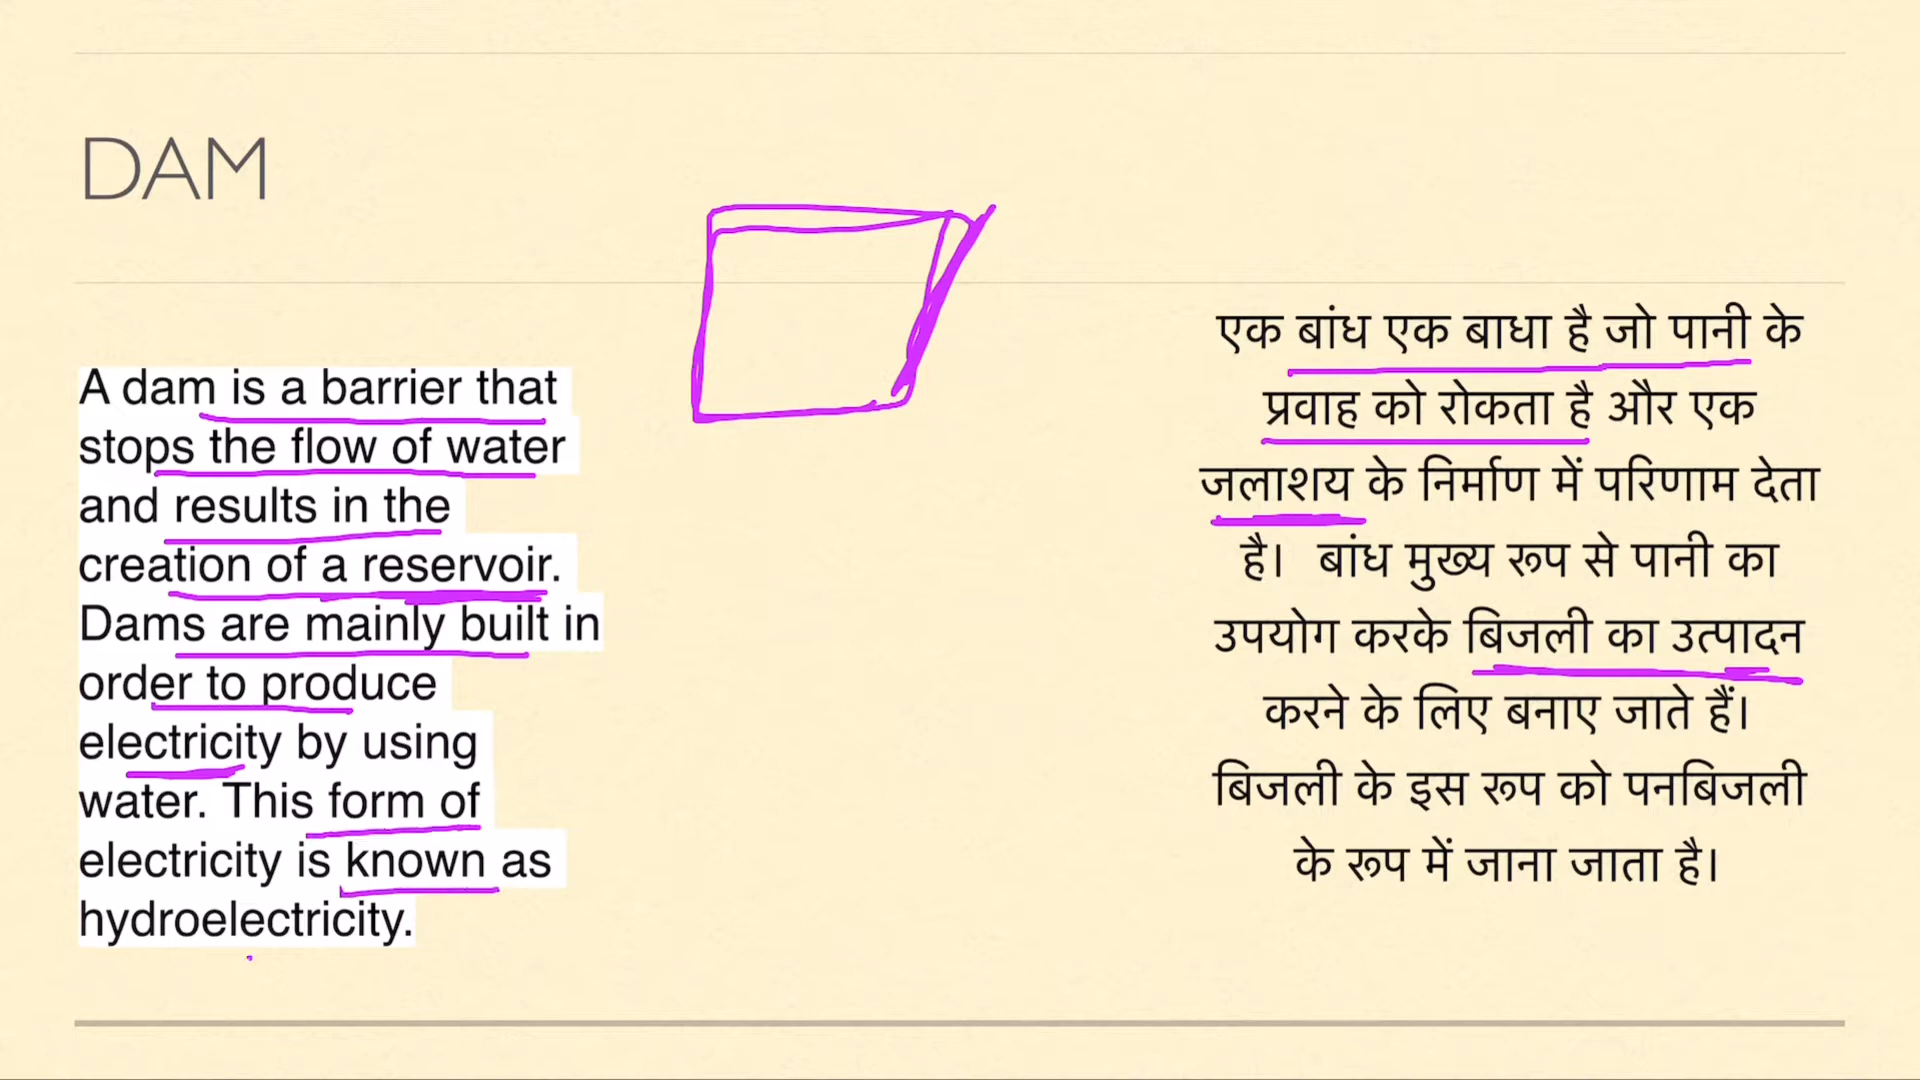 DAM
A dam is a barrier that
stops the flow of water
and results in the
creation of a reservoir.
Dams are mainly built in
order to produce
electricity by using
water. This form of
electricity is known as
hydroelectricity.
एक बांध एक बाधा है जो पानी के
प्रवाह को रोकता है और एक
जलाशय के निर्माण में परिणाम देता
है। बांध मुख्य रूप से पानी का
उपयोग करके बिजली का उत्पादन
करने के लिए बनाए जाते हैं।
बिजली के इस रूप को पनबिजली
के रूप में जाना जाता है।